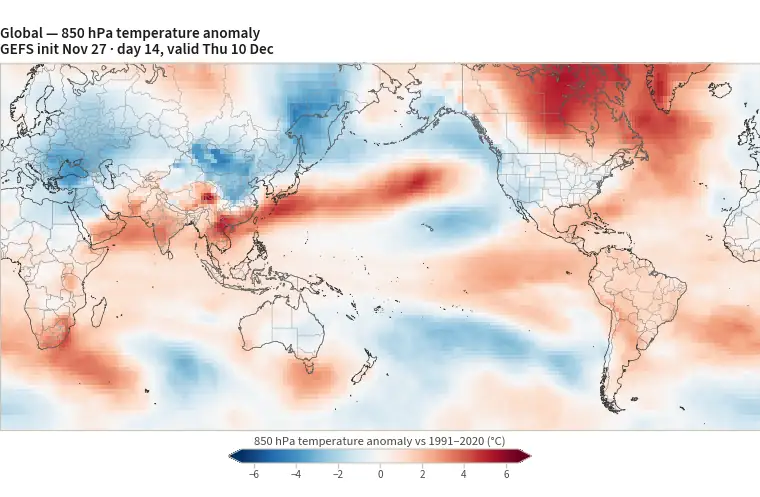 Global — 850 hPa temperature anomaly
GEFS init Nov 27 · day 14, valid Thu 10 Dec
850 hPa temperature anomaly vs 1991–2020 (°C)
−6 −4 −2 0 2 4 6